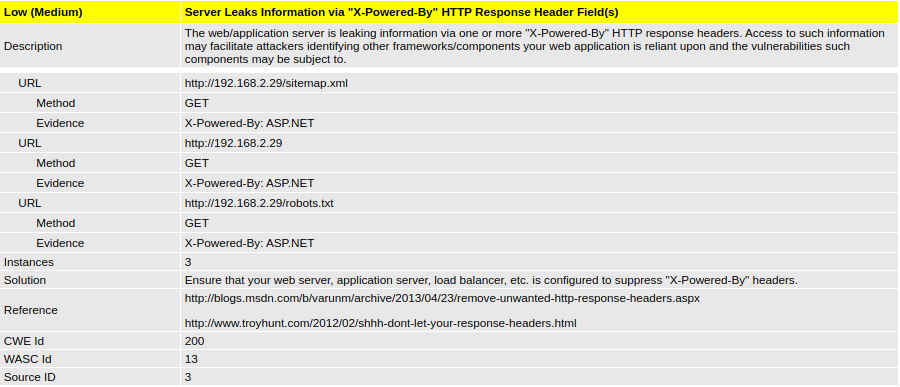 Low (Medium) Server Leaks Information via "X-Powered-By" HTTP Response Header Field(s)
Description
The web/application server is leaking information via one or more "X-Powered-By" HTTP response headers. Access to such information
may facilitate attackers identifying other frameworks/components your web application is reliant upon and the vulnerabilities such
components may be subject to.
URL http://192.168.2.29/sitemap.xml
Method GET
Evidence X-Powered-By: ASP.NET
URL http://192.168.2.29
Method GET
Evidence X-Powered-By: ASP.NET
URL http://192.168.2.29/robots.txt
Method GET
Evidence X-Powered-By: ASP.NET
Instances 3
Solution Ensure that your web server, application server, load balancer, etc. is configured to suppress "X-Powered-By" headers.
Reference
http://blogs.msdn.com/b/varunm/archive/2013/04/23/remove-unwanted-http-response-headers.aspx
http://www.troyhunt.com/2012/02/shhh-dont-let-your-response-headers.html
CWE Id 200
WASC Id 13
Source ID 3